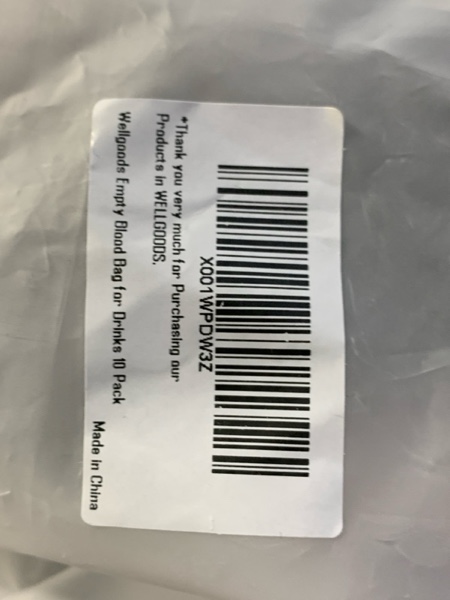 X001WPDW3Z
*Thank you very much for Purchasing our
Products in WELLGOODS.
Wellgoods Empty Blood Bag for Drinks 10 Pack
Made in China